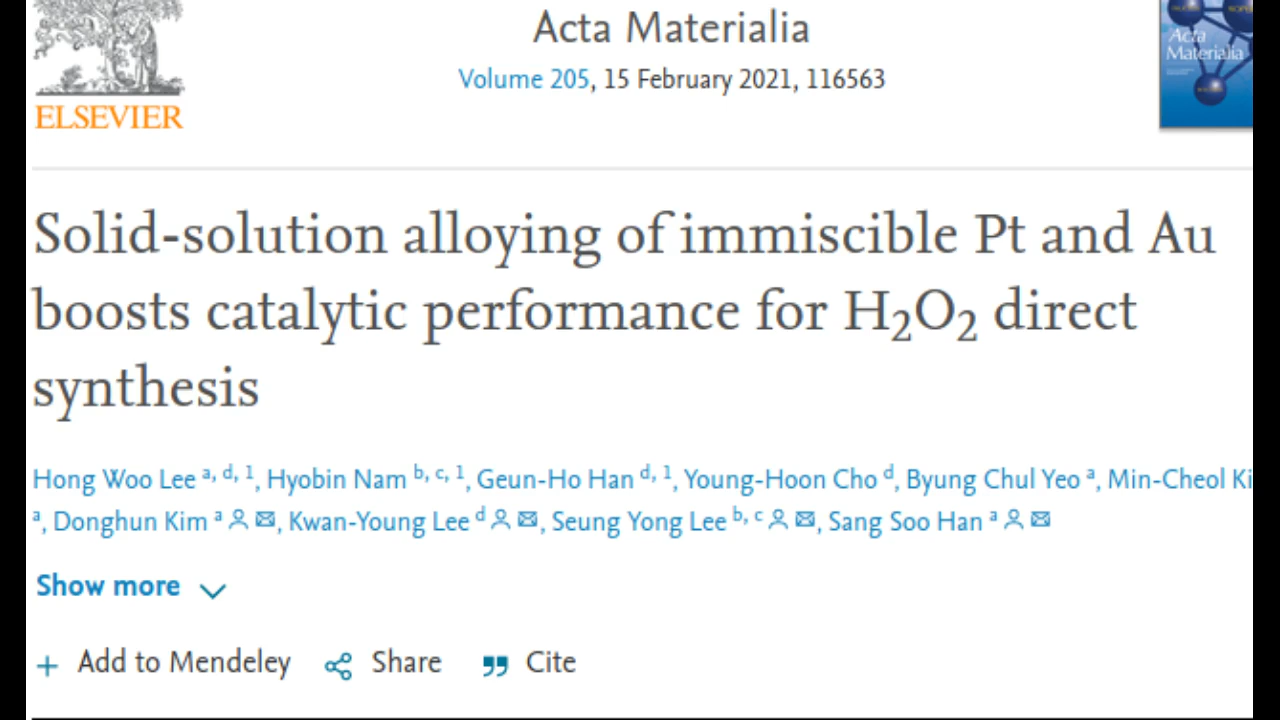 Acta Materialia
Volume 205, 15 February 2021, 116563
Acta
Materialia
ELSEVIER
Solid-solution alloying of immiscible Pt and Au
boosts catalytic performance for H₂O₂ direct
synthesis
Hong Woo Lee ᵃ, ᵈ, ¹, Hyobin Nam ᵇ, ᶜ, ¹, Geun-Ho Han ᵈ, ¹, Young-Hoon Cho ᵈ, Byung Chul Yeo ᵃ, Min-Cheol Ki
ᵃ, Donghun Kim ᵃ, Kwan-Young Lee ᵈ, Seung Yong Lee ᵇ, ᶜ, Sang Soo Han ᵃ
Show more
+ Add to Mendeley Share Cite